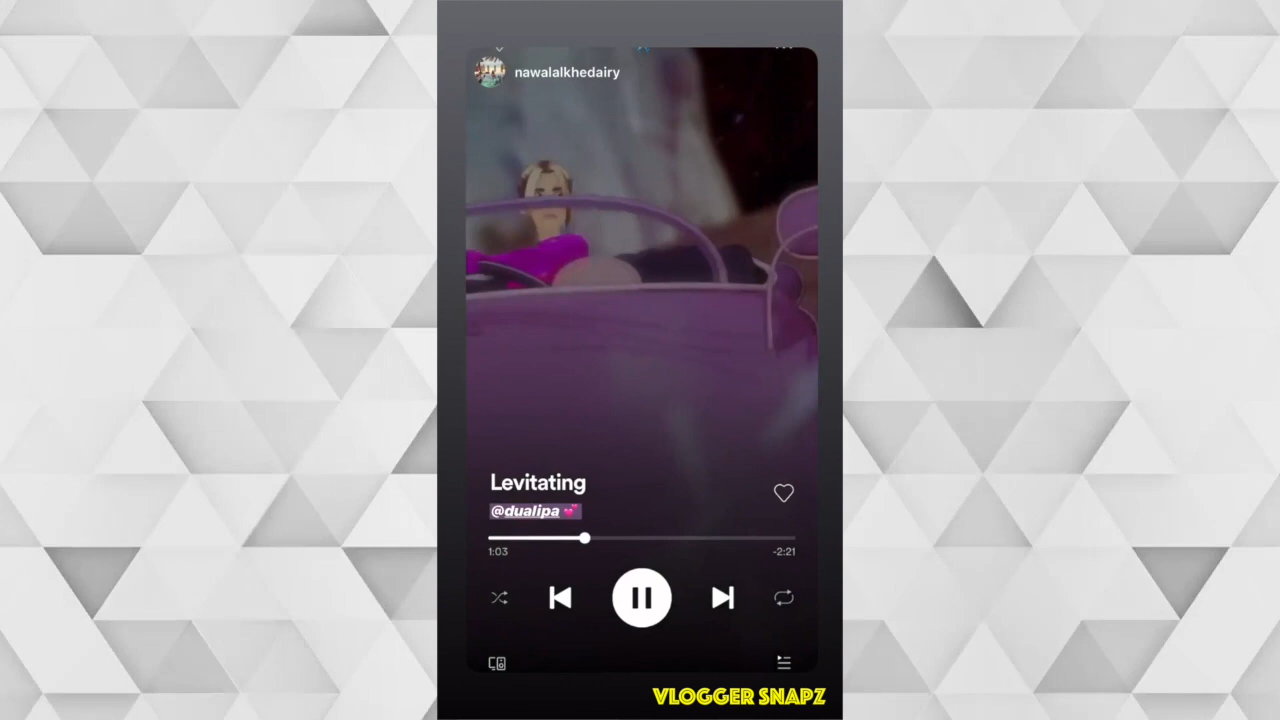 nawalalkhedairy
Levitating
@dualipa 💕
1:03
-2:21
VLOGGER SNAPZ